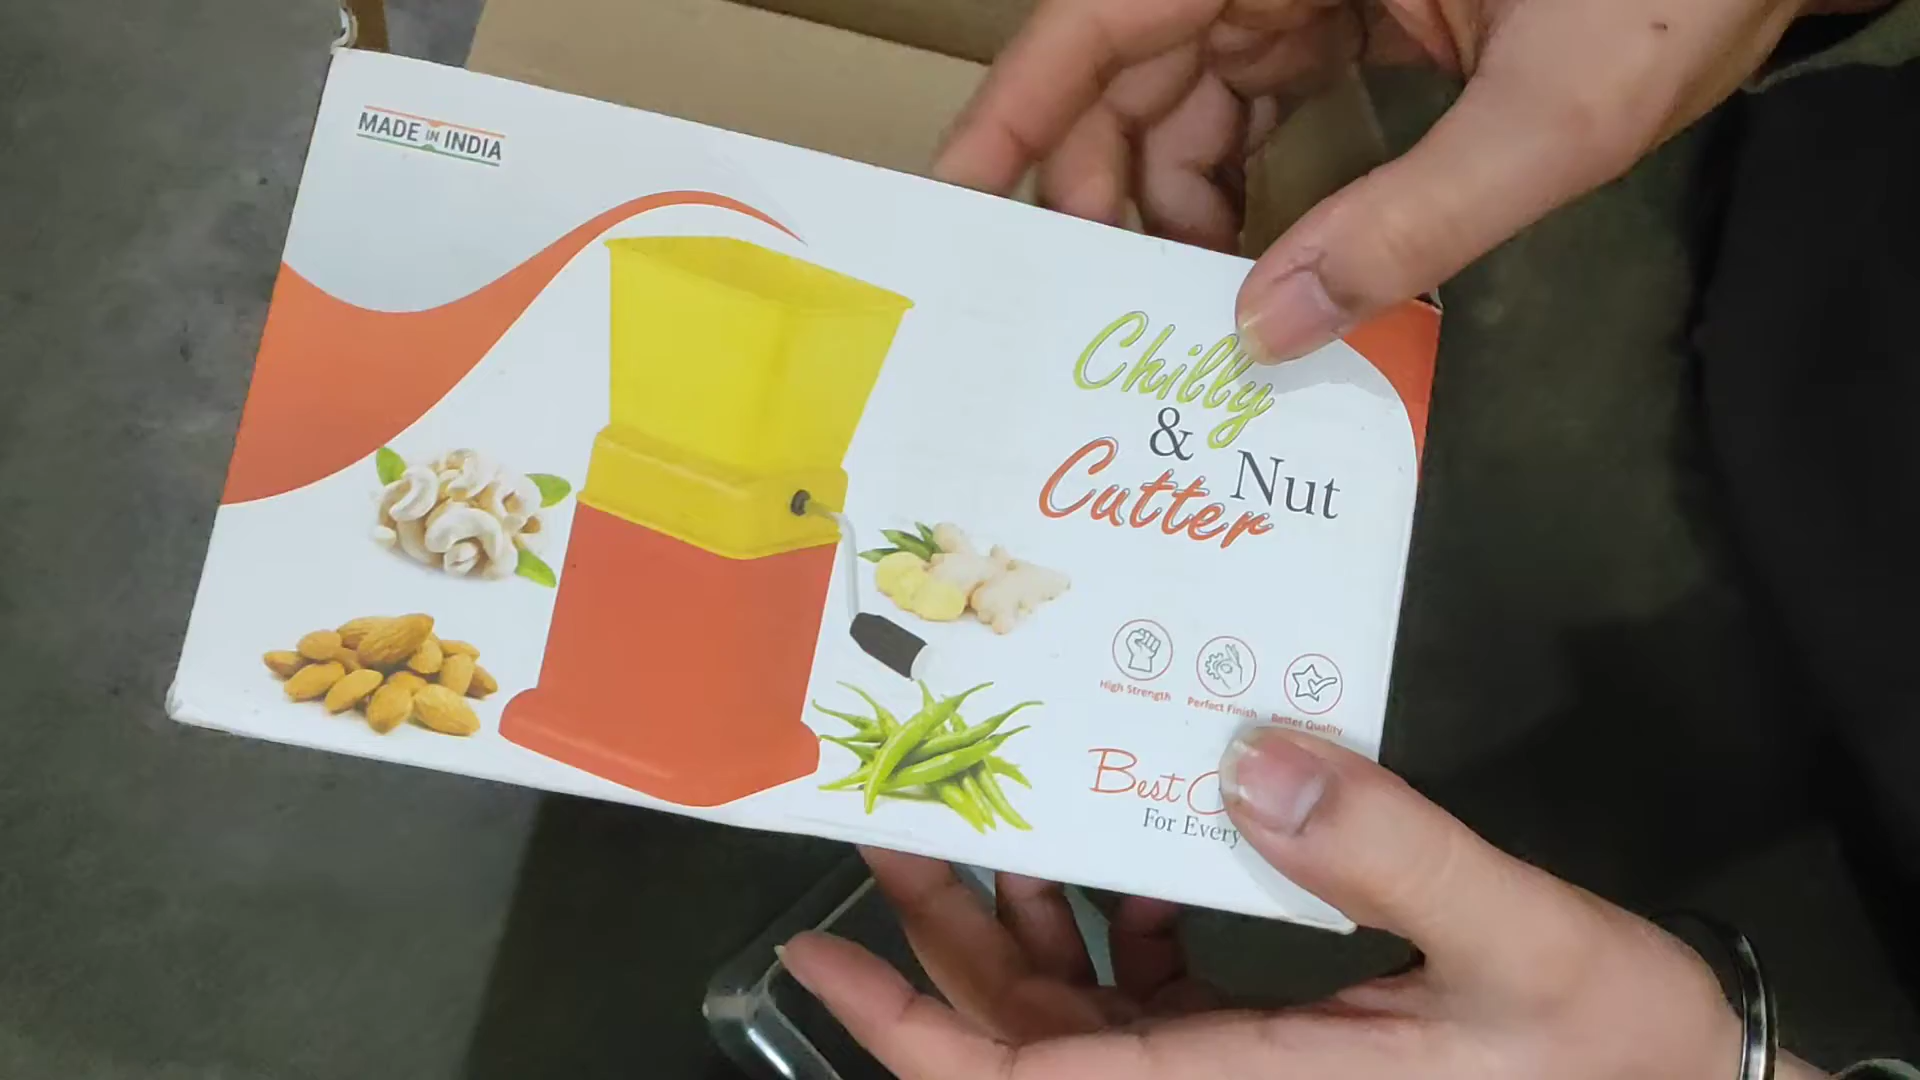 MADE IN INDIA
Chilly
& Nut
Cutter
High Strength
Perfect Finish
Better Quality
Best
For Every